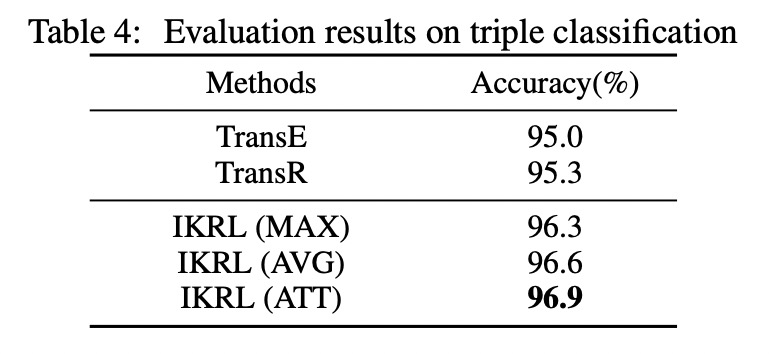 Table 4: Evaluation results on triple classification
Methods Accuracy(%)
TransE 95.0
TransR 95.3
IKRL (MAX) 96.3
IKRL (AVG) 96.6
IKRL (ATT) 96.9